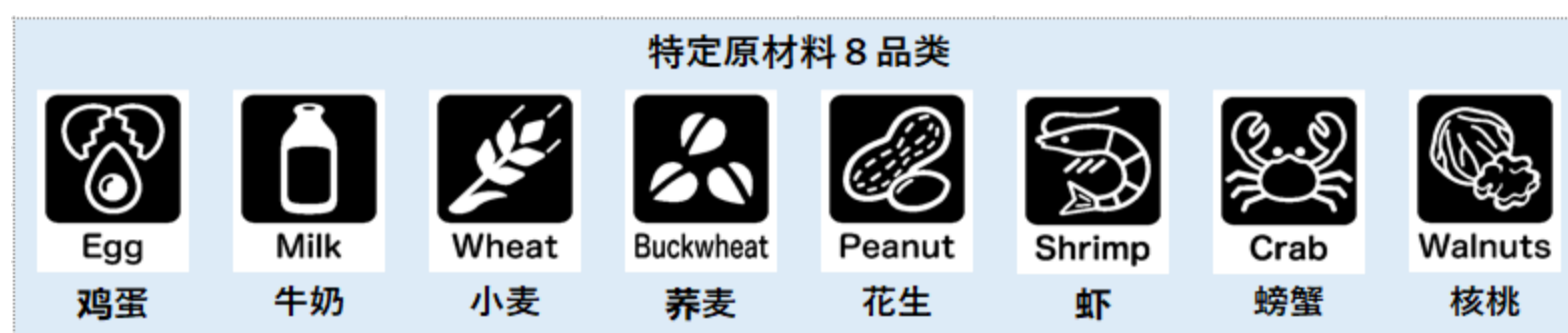 特定原材料８品类
Egg Milk Wheat Buckwheat Peanut Shrimp Crab Walnuts
鸡蛋 牛奶 小麦 荞麦 花生 虾 螃蟹 核桃